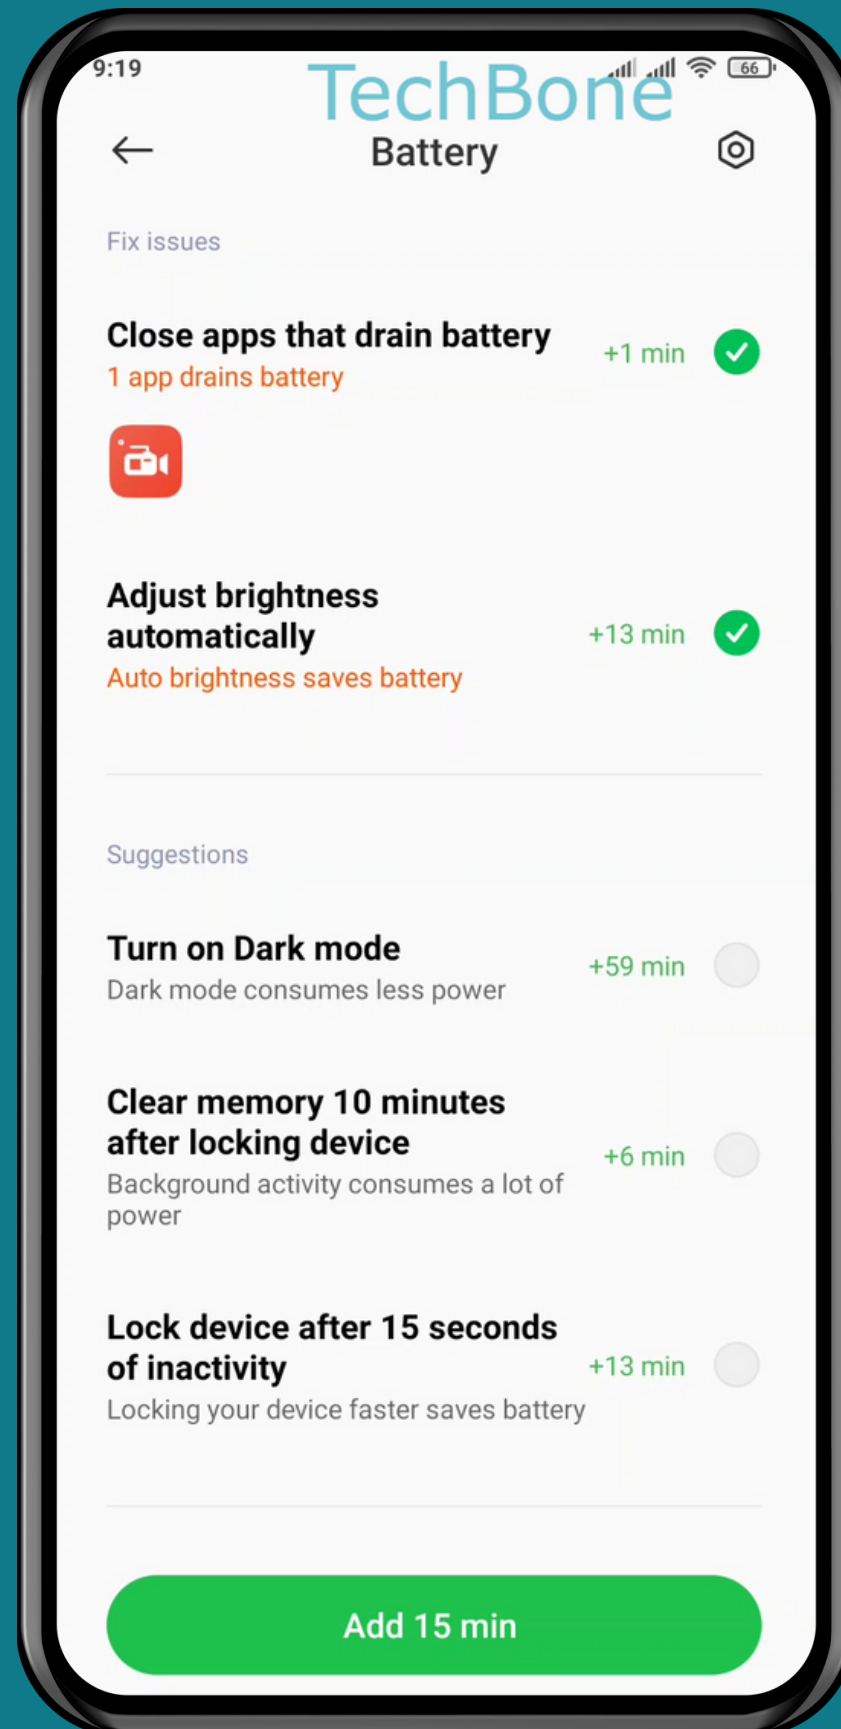 9:19
TechBone
66
Battery
Fix issues
Close apps that drain battery
+1 min
1 app drains battery
Adjust brightness
automatically
+13 min
Auto brightness saves battery
Suggestions
Turn on Dark mode
+59 min
Dark mode consumes less power
Clear memory 10 minutes
after locking device
+6 min
Background activity consumes a lot of
power
Lock device after 15 seconds
of inactivity
+13 min
Locking your device faster saves battery
Add 15 min